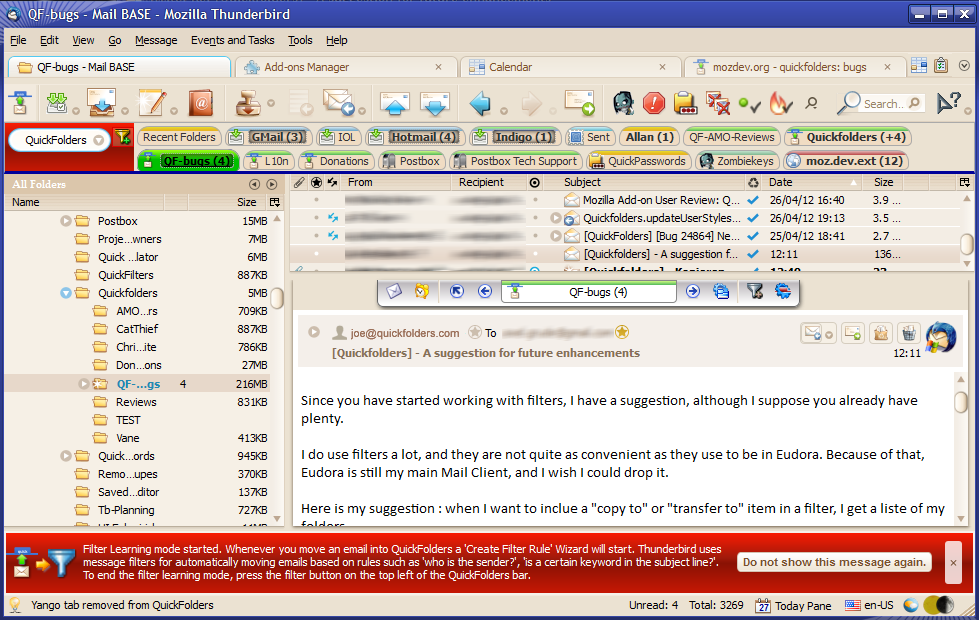 QF-bugs - Mail BASE - Mozilla Thunderbird
File Edit View Go Message Events and Tasks Tools Help
QF-bugs - Mail BASE Add-ons Manager Calendar mozdev.org - quickfolders: bugs
Search...
QuickFolders Recent Folders GMail (3) IOL Hotmail (4) Indigo (1) Sent Allan (1) QF-AMO-Reviews Quickfolders (+4)
QF-bugs (4) L10n Donations Postbox Postbox Tech Support QuickPasswords Zombiekeys moz.dev.ext (12)
All Folders
Name Size
Postbox 15MB
Proje...wners 7MB
Quick ...lator 6MB
QuickFilters 887KB
Quickfolders 5MB
AMO...rs 709KB
CatThief 887KB
Chri...ite 786KB
Don...ons 27MB
QF-...gs 4 216MB
Reviews 831KB
TEST
Vane 413KB
Quick...ords 945KB
Remo...upes 370KB
Saved...ditor 137KB
Tb-Planning 727KB
From Recipient Subject Date Size
Mozilla Add-on User Review: Q... 26/04/12 16:40 3.9 ...
Quickfolders.updateUserStyles... 26/04/12 19:13 3.5 ...
[QuickFolders] [Bug 24864] Ne... 25/04/12 18:41 2.7 ...
[Quickfolders] - A suggestion f... 12:11 136...
QF-bugs (4)
joe@quickfolders.com To
12:11
[Quickfolders] - A suggestion for future enhancements
Since you have started working with filters, I have a suggestion, although I suppose you already have
plenty.
I do use filters a lot, and they are not quite as convenient as they use to be in Eudora. Because of that,
Eudora is still my main Mail Client, and I wish I could drop it.
Here is my suggestion : when I want to inclue a "copy to" or "transfer to" item in a filter, I get a liste of my
folders
Filter Learning mode started. Whenever you move an email into QuickFolders a 'Create Filter Rule' Wizard will start. Thunderbird uses
message filters for automatically moving emails based on rules such as 'who is the sender?', 'is a certain keyword in the subject line?'.
To end the filter learning mode, press the filter button on the top left of the QuickFolders bar.
Do not show this message again.
Yango tab removed from QuickFolders Unread: 4 Total: 3269 27 Today Pane en-US